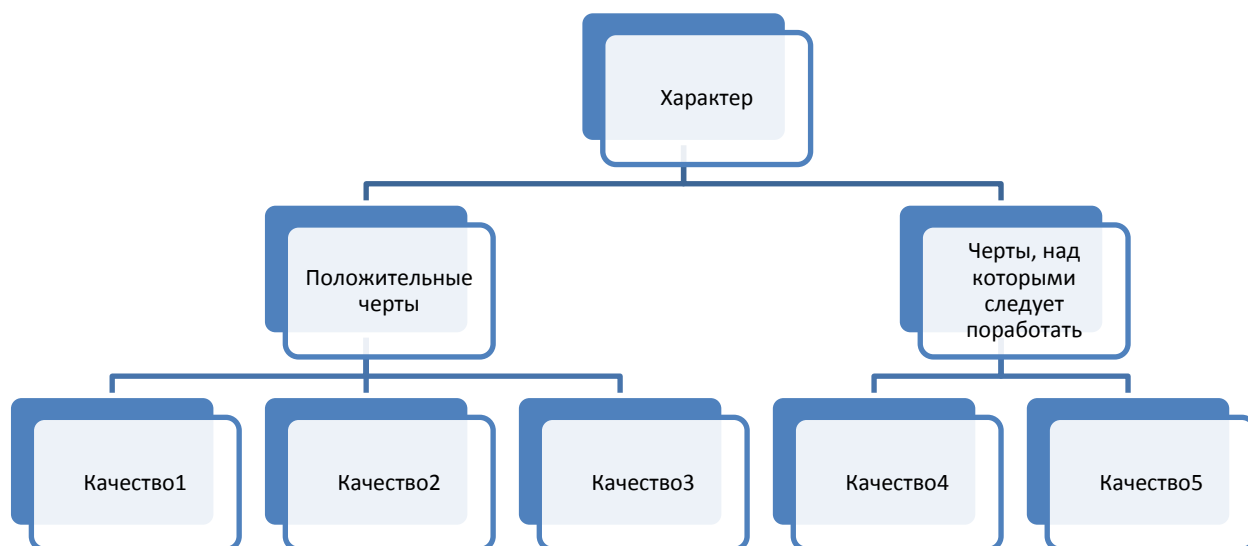 Характер
Положительные
черты
Черты, над
которыми
следует
поработать
Качество1
Качество2
Качество3
Качество4
Качество5